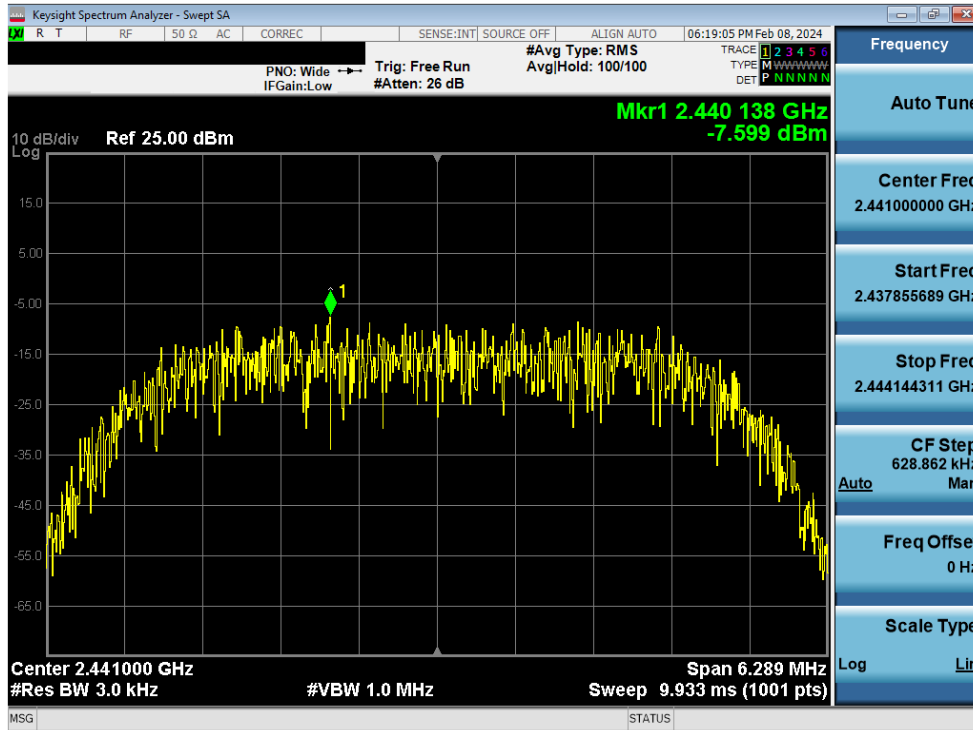 Keysight Spectrum Analyzer - Swept SA
LXI R T RF 50 Ω AC CORREC SENSE:INT SOURCE OFF ALIGN AUTO 06:19:05 PM Feb 08, 2024
PNO: Wide
IFGain:Low
Trig: Free Run
#Atten: 26 dB
#Avg Type: RMS
Avg|Hold: 100/100
TRACE 1 2 3 4 5 6
TYPE M WWWWW
DET P N N N N N
Mkr1 2.440 138 GHz
-7.599 dBm
10 dB/div Ref 25.00 dBm
Log
15.0
5.00
-5.00
-15.0
-25.0
-35.0
-45.0
-55.0
-65.0
1
Center 2.441000 GHz Span 6.289 MHz
#Res BW 3.0 kHz #VBW 1.0 MHz Sweep 9.933 ms (1001 pts)
MSG STATUS
Frequency
Auto Tune
Center Freq
2.441000000 GHz
Start Freq
2.437855689 GHz
Stop Freq
2.444144311 GHz
CF Step
628.862 kHz
Auto Man
Freq Offset
0 Hz
Scale Type
Log Lin